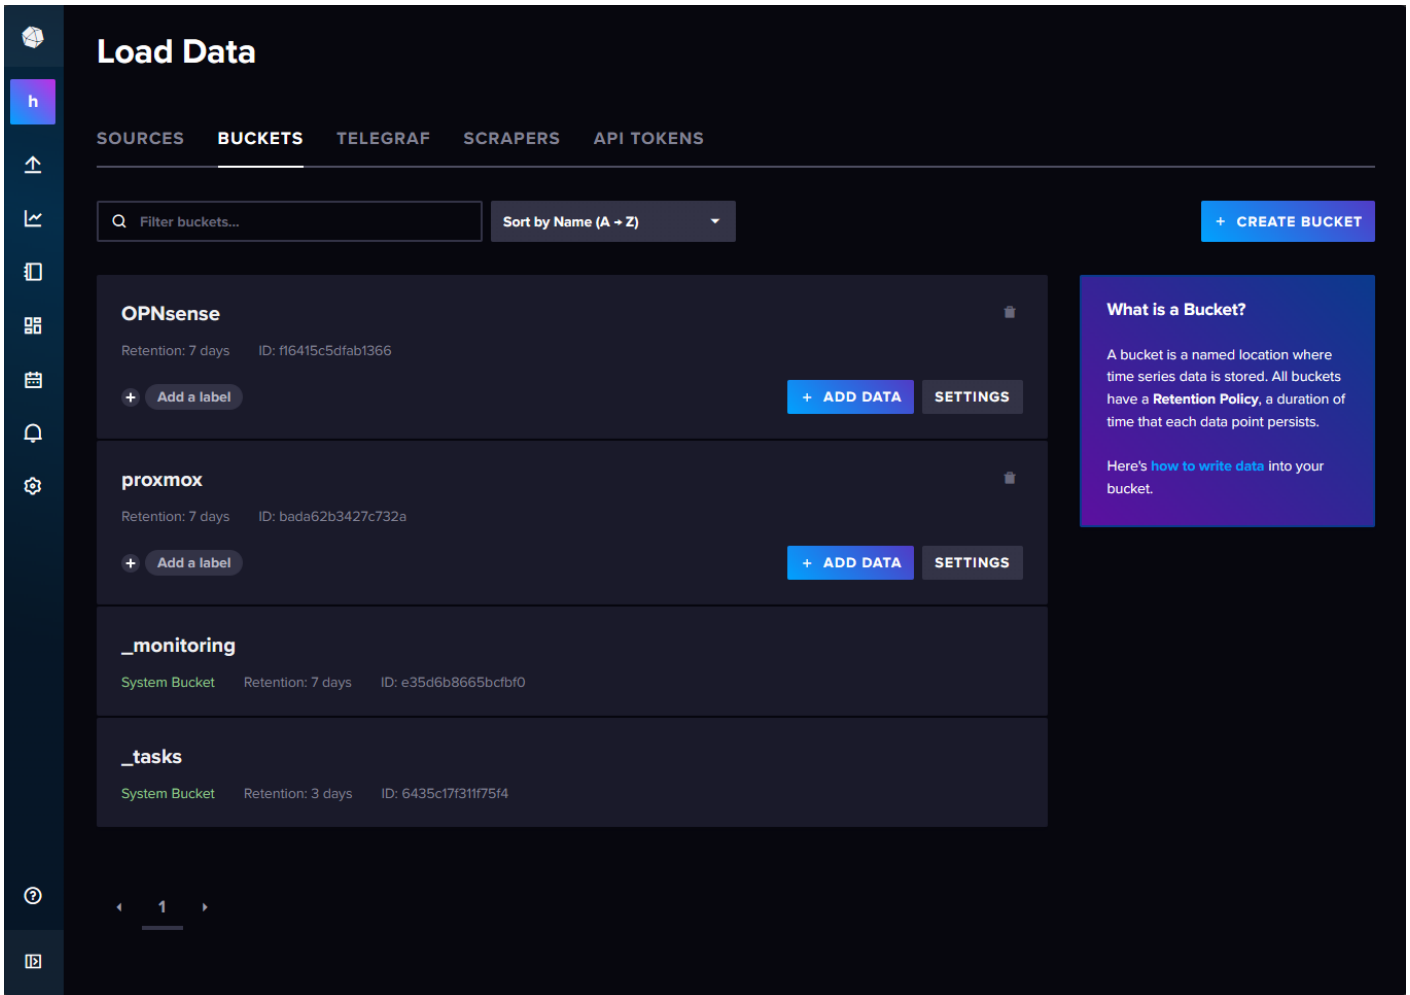 Load Data
h
SOURCES BUCKETS TELEGRAF SCRAPERS API TOKENS
Filter buckets...
Sort by Name (A → Z)
+ CREATE BUCKET
OPNsense
Retention: 7 days ID: f16415c5dfab1366
+ Add a label
+ ADD DATA SETTINGS
proxmox
Retention: 7 days ID: bada62b3427c732a
+ Add a label
+ ADD DATA SETTINGS
_monitoring
System Bucket Retention: 7 days ID: e35d6b8665bcfbf0
_tasks
System Bucket Retention: 3 days ID: 6435c17f311f75f4
1
What is a Bucket?
A bucket is a named location where
time series data is stored. All buckets
have a Retention Policy, a duration of
time that each data point persists.
Here's how to write data into your
bucket.